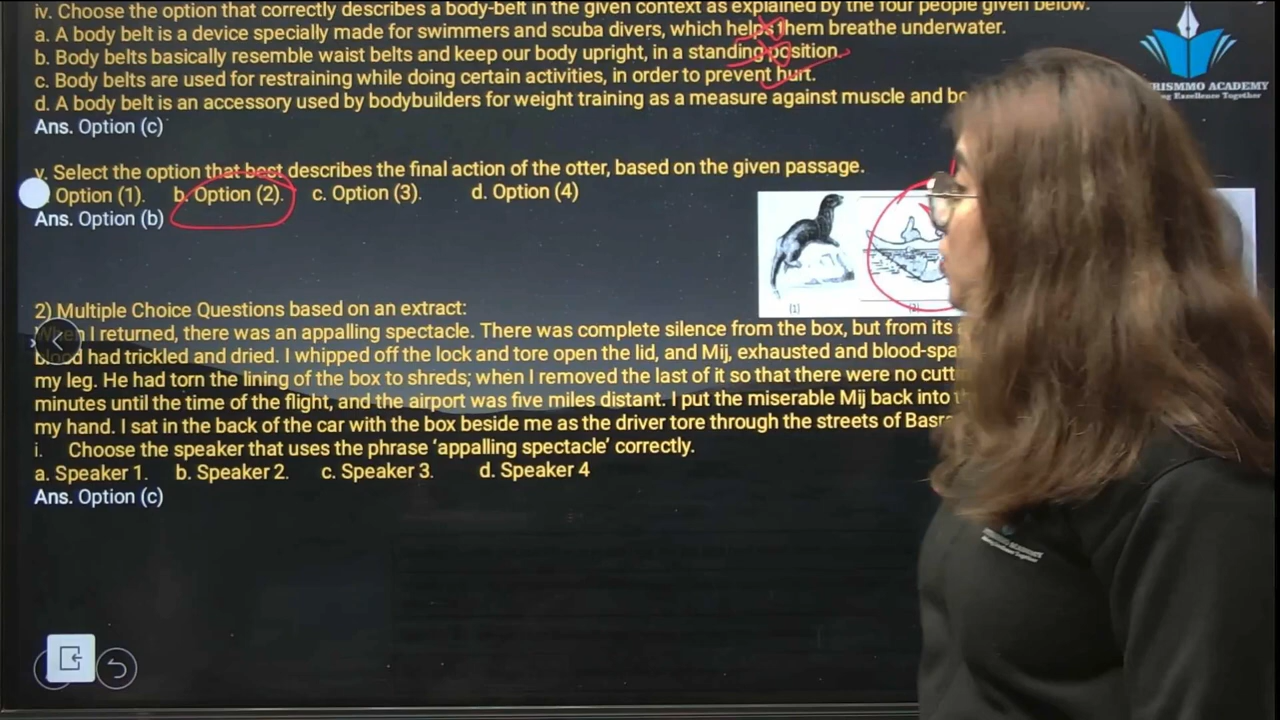 iv. Choose the option that correctly describes a body-belt in the given context as explained by the four people given below.
a. A body belt is a device specially made for swimmers and scuba divers, which helps them breathe underwater.
b. Body belts basically resemble waist belts and keep our body upright, in a standing position.
c. Body belts are used for restraining while doing certain activities, in order to prevent hurt.
d. A body belt is an accessory used by bodybuilders for weight training as a measure against muscle and
Ans. Option (c)
RISMMO ACADEMY
Excellence Together
v. Select the option that best describes the final action of the otter, based on the given passage.
Option (1). b. Option (2). c. Option (3). d. Option (4)
Ans. Option (b)
(1) (2)
2) Multiple Choice Questions based on an extract:
When I returned, there was an appalling spectacle. There was complete silence from the box, but from its
blood had trickled and dried. I whipped off the lock and tore open the lid, and Mij, exhausted and
my leg. He had torn the lining of the box to shreds; when I removed the last of it so that there were no
minutes until the time of the flight, and the airport was five miles distant. I put the miserable Mij back into
my hand. I sat in the back of the car with the box beside me as the driver tore through the streets of
i. Choose the speaker that uses the phrase ‘appalling spectacle’ correctly.
a. Speaker 1. b. Speaker 2. c. Speaker 3. d. Speaker 4
Ans. Option (c)